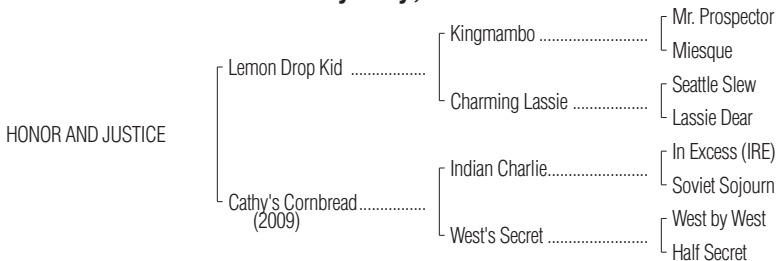 Mr. Prospector
Kingmambo ..........................
Miesque
Lemon Drop Kid ..................
Seattle Slew
Charming Lassie ..................
Lassie Dear
HONOR AND JUSTICE
In Excess (IRE)
Indian Charlie........................
Soviet Sojourn
Cathy's Cornbread................
(2009)
West by West
West's Secret ........................
Half Secret